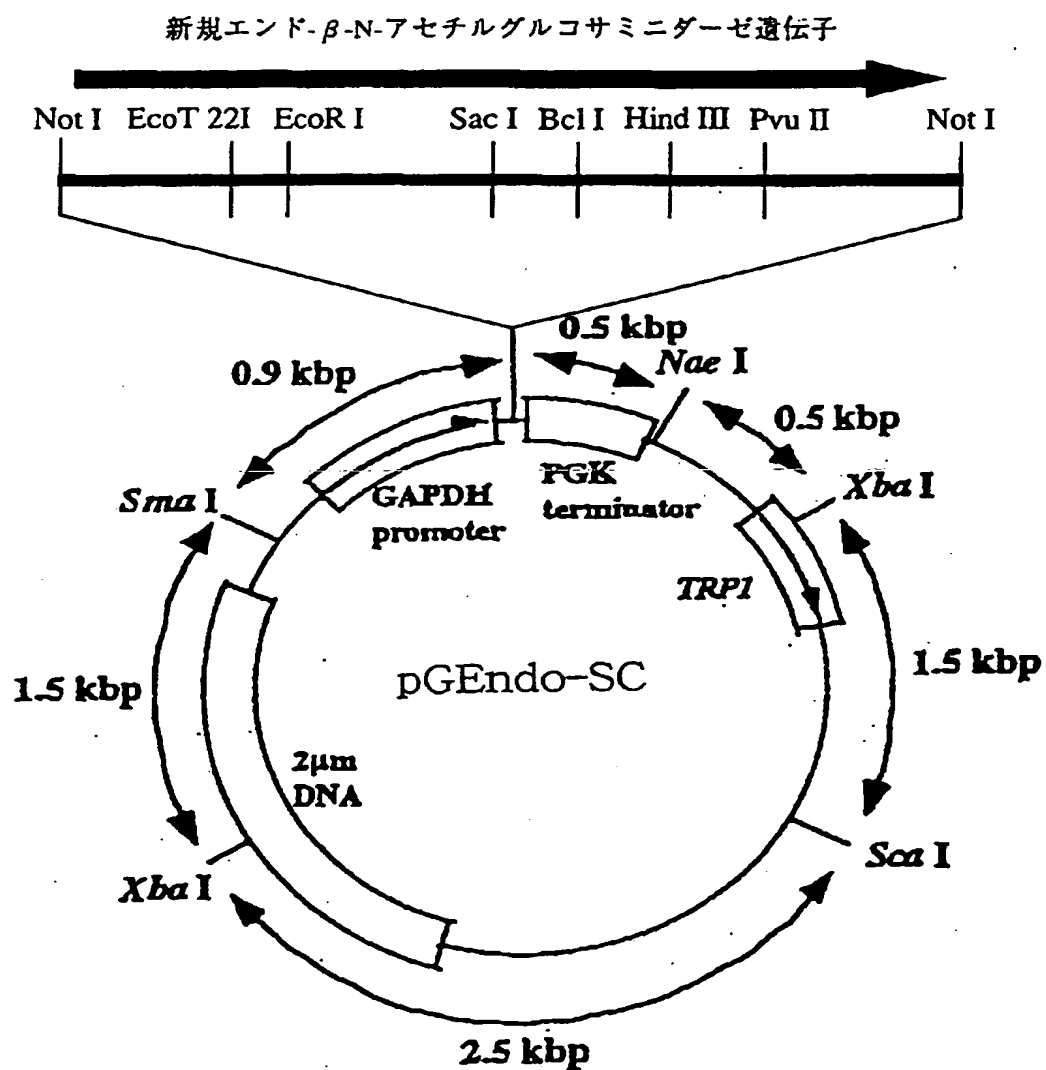 新規エンド-β-N-アセチルグルコサミニダーゼ遺伝子
Not I EcoT 22I EcoR I Sac I Bcl I Hind III Pvu II Not I
0.5 kbp
0.9 kbp
Nae I
0.5 kbp
Sma I
GAPDH
promoter
PGK
terminator
Xba I
TRP1
1.5 kbp
pGEndo-SC
1.5 kbp
2μm
DNA
Xba I
Sca I
2.5 kbp